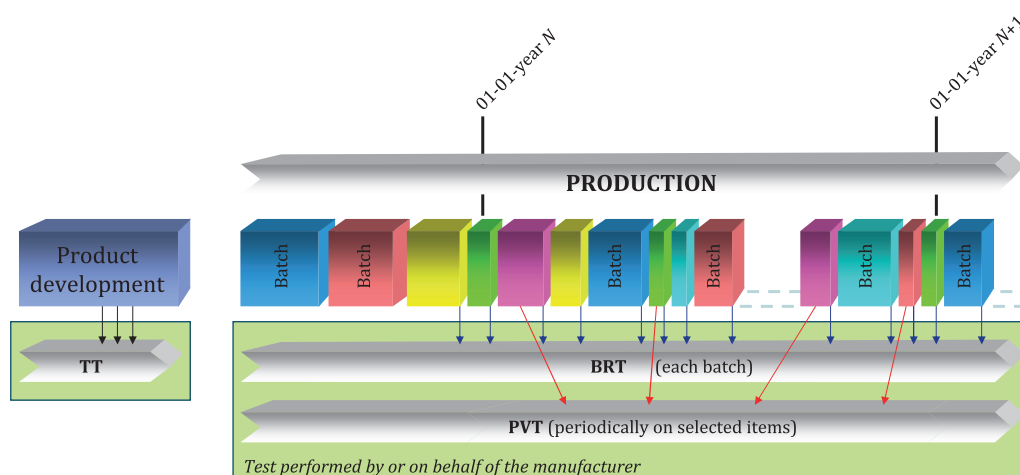 01-01-year N
01-01-year N+1
PRODUCTION
Product
development
Batch
Batch
Batch
Batch
Batch
Batch
TT
BRT (each batch)
PVT (periodically on selected items)
Test performed by or on behalf of the manufacturer